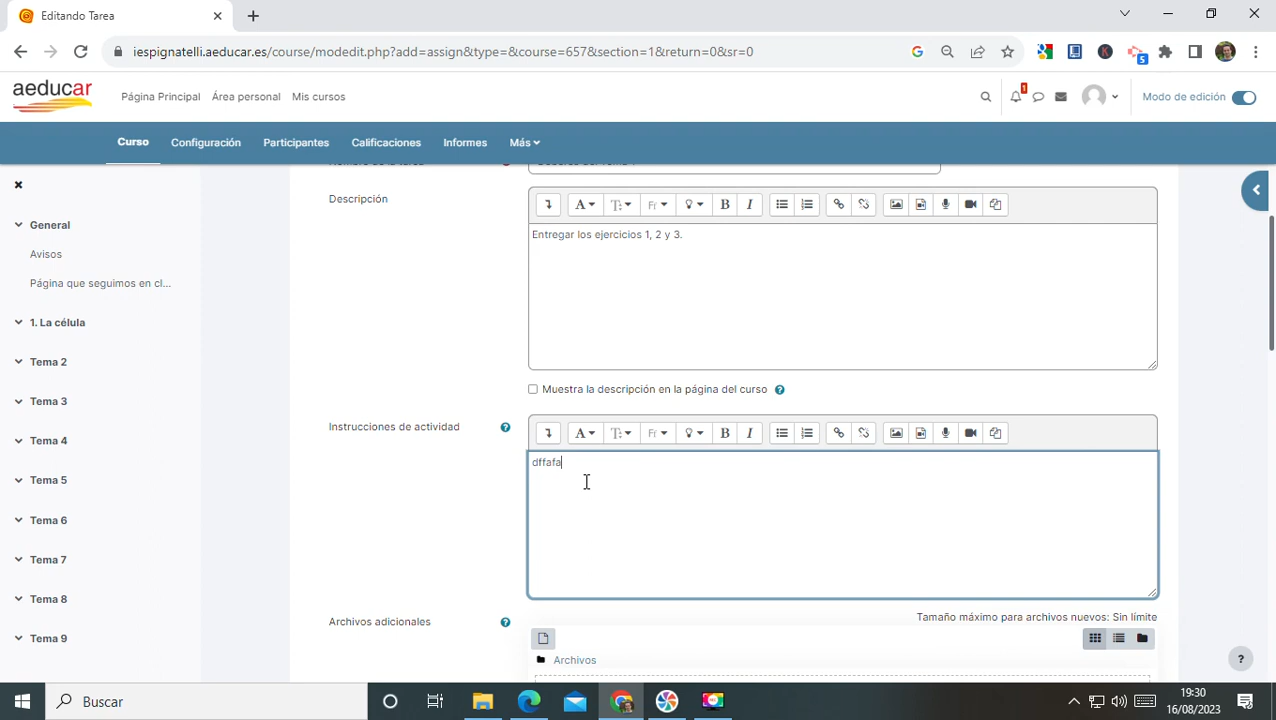 Editando Tarea
iespignatelli.aeducar.es/course/modedit.php?add=assign&type=&course=657&section=1&return=0&sr=0
5
aeducar
Página Principal Área personal Mis cursos
1
Modo de edición
Curso Configuración Participantes Calificaciones Informes Más
General
Avisos
Página que seguimos en cl...
1. La célula
Tema 2
Tema 3
Tema 4
Tema 5
Tema 6
Tema 7
Tema 8
Tema 9
Descripción
Entregar los ejercicios 1, 2 y 3.
Muestra la descripción en la página del curso
Instrucciones de actividad
dffafa
Archivos adicionales
Tamaño máximo para archivos nuevos: Sin límite
Archivos
Buscar
19:30
16/08/2023